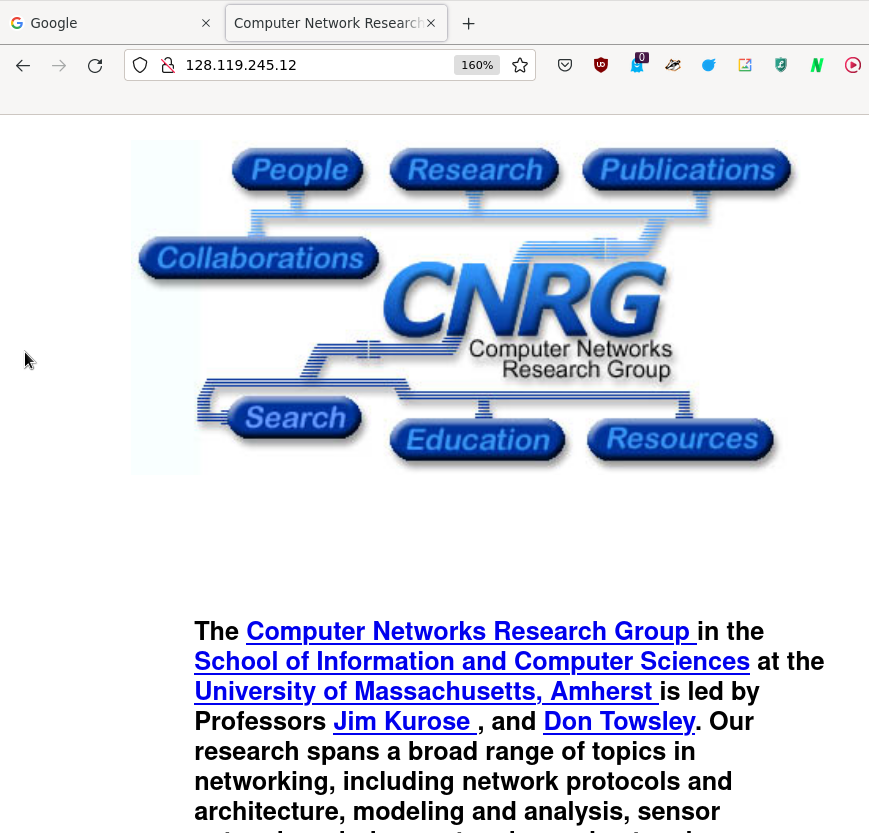 Google
Computer Network Research
128.119.245.12
160%
0
People
Research
Publications
Collaborations
CNRG
Computer Networks
Research Group
Search
Education
Resources
The Computer Networks Research Group in the
School of Information and Computer Sciences at the
University of Massachusetts, Amherst is led by
Professors Jim Kurose , and Don Towsley. Our
research spans a broad range of topics in
networking, including network protocols and
architecture, modeling and analysis, sensor